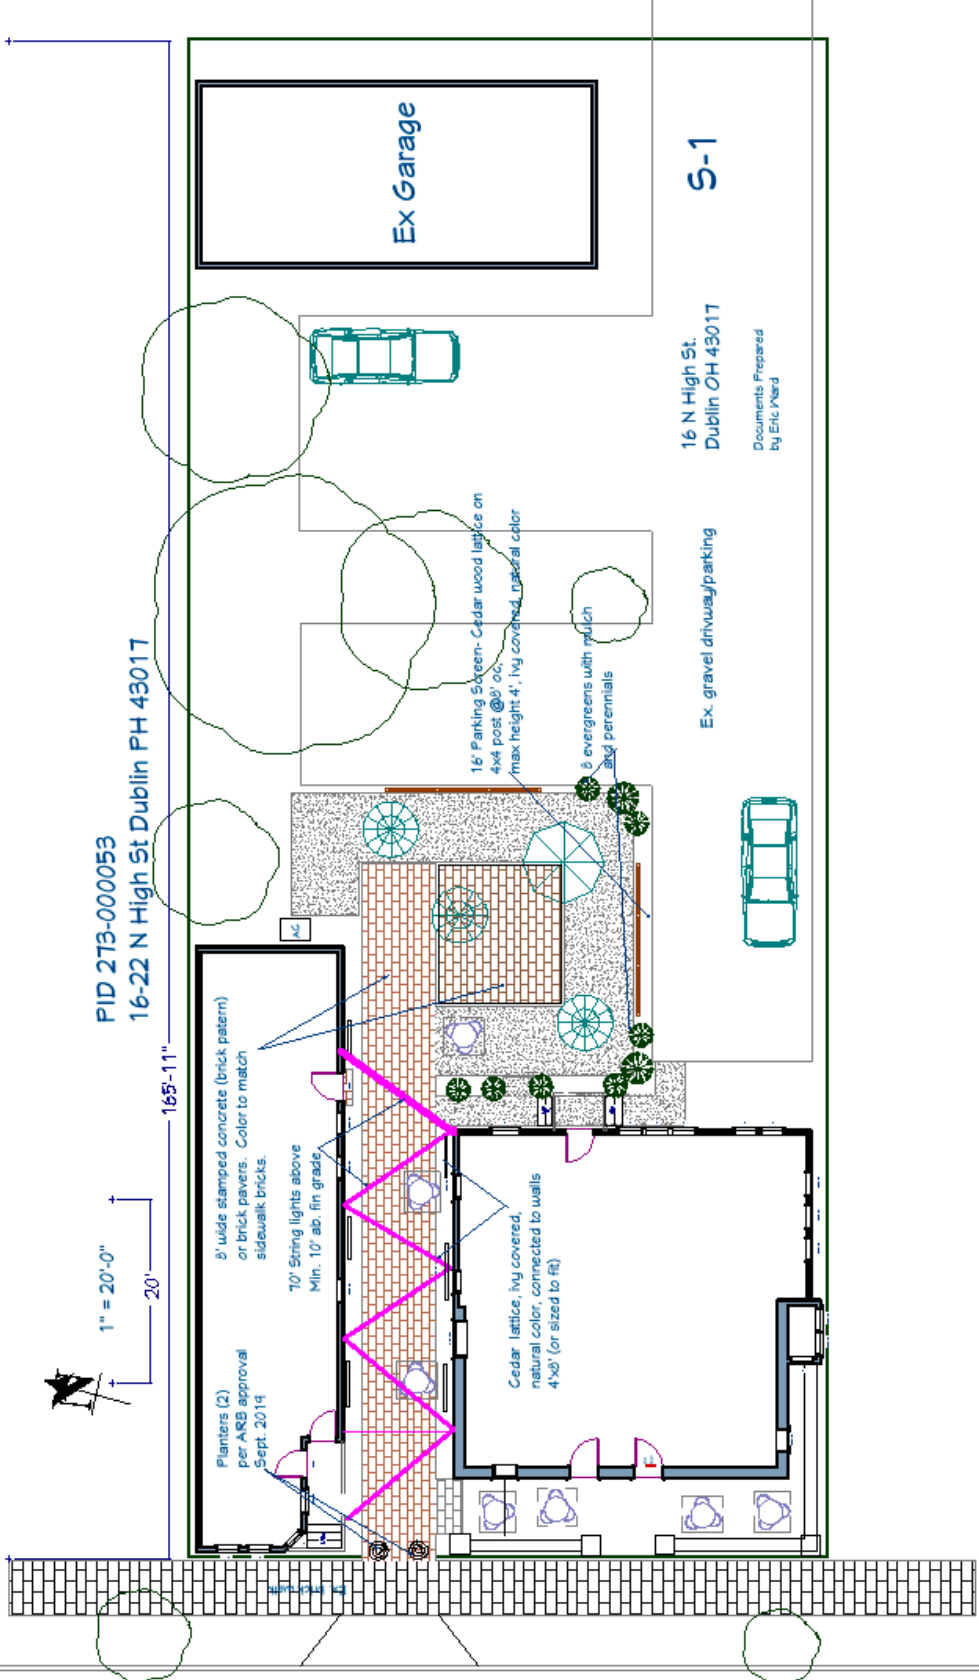 PID 273-000053
16-22 N High St Dublin PH 43017
165'-11"
1" = 20'-0"
20'
Ex Garage
S-1
16 N High St.
Dublin OH 43017
Documents Prepared
by Eric Ward
Ex. gravel drivway/parking
16' Parking Screen- Cedar wood lattice on
4x4 post @8' oc,
max height 4', ivy covered, natural color
8 evergreens with mulch
and perennials
AC
8' wide stamped concrete (brick patern)
or brick pavers. Color to match
sidewalk bricks.
70' String lights above
Min. 10' ab. fin grade
Cedar lattice, ivy covered,
natural color, connected to walls
4'x8' (or sized to fit)
Planters (2)
per ARB approval
Sept. 2019
Ex. brick walk